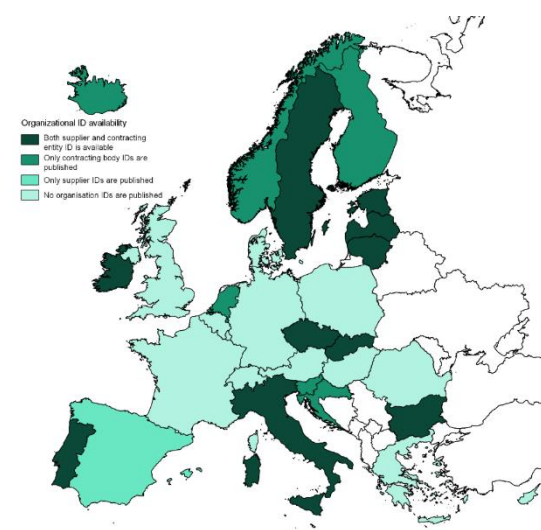 Organizational ID availability
Both supplier and contracting
entity ID is available
Only contracting body IDs are
published
Only supplier IDs are published
No organisation IDs are published